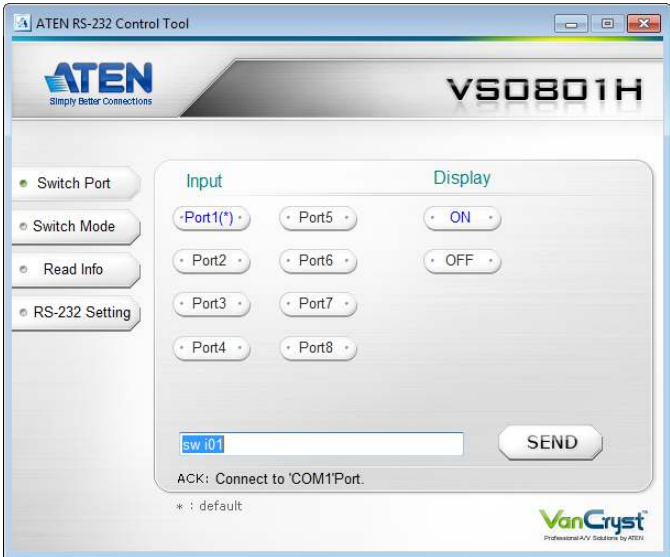 ATEN RS-232 Control Tool
ATEN
Simply Better Connections
VS0801H
Switch Port
Switch Mode
Read Info
RS-232 Setting
Input
Display
Port1(*)
Port5
ON
Port2
Port6
OFF
Port3
Port7
Port4
Port8
sw i01
SEND
ACK: Connect to 'COM1'Port.
* : default
VanCryst
Professional A/V Solutions by ATEN